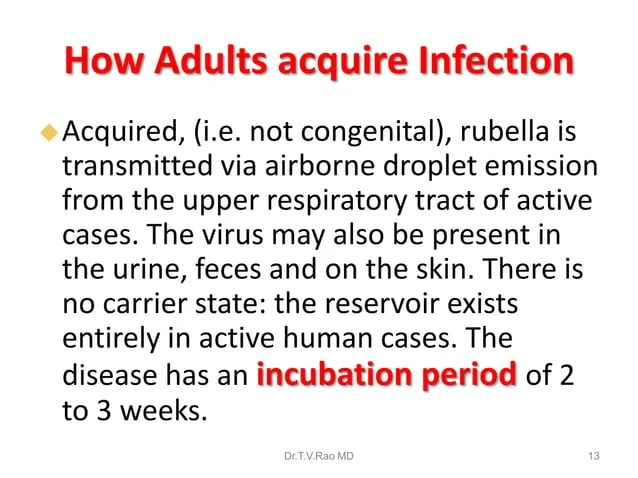 How Adults acquire Infection
Acquired, (i.e. not congenital), rubella is
transmitted via airborne droplet emission
from the upper respiratory tract of active
cases. The virus may also be present in
the urine, feces and on the skin. There is
no carrier state: the reservoir exists
entirely in active human cases. The
disease has an incubation period of 2
to 3 weeks.
Dr.T.V.Rao MD
13